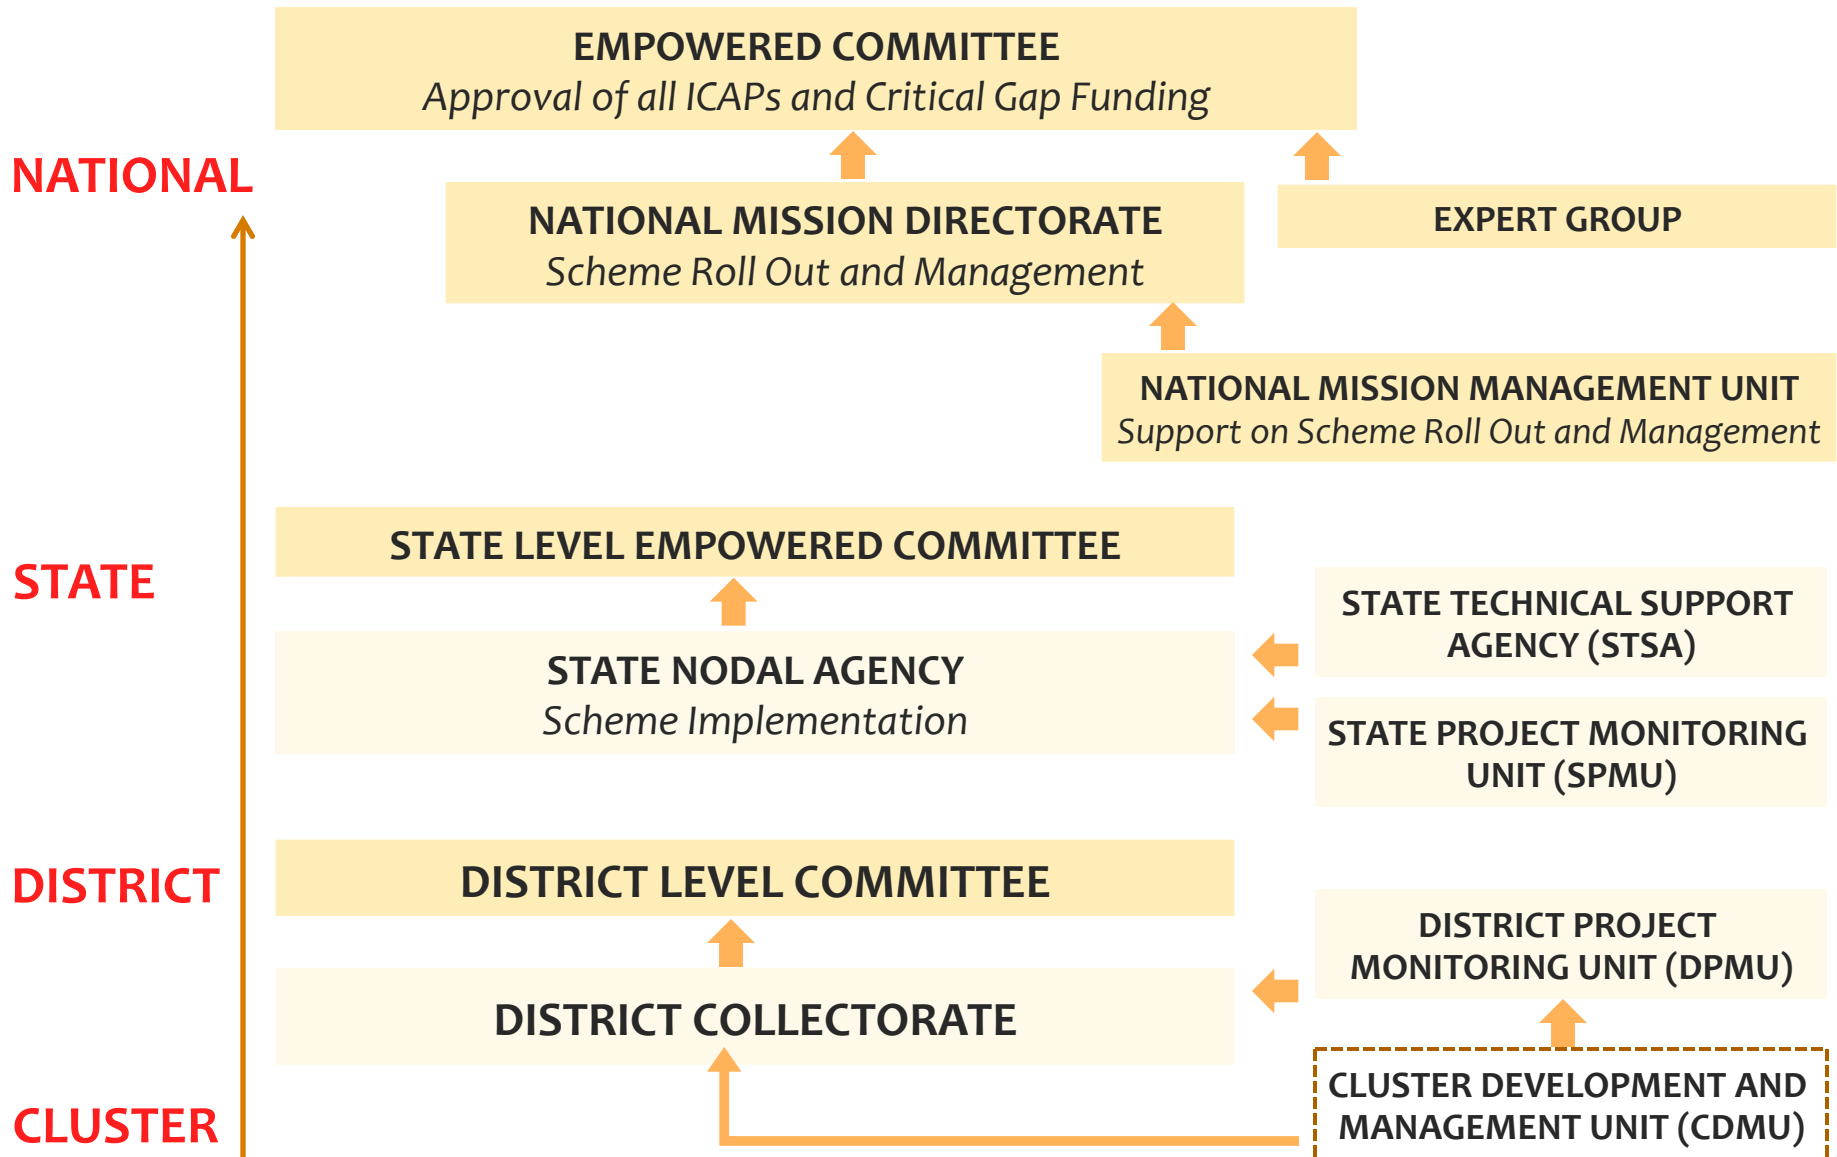 EMPOWERED COMMITTEE
Approval of all ICAPs and Critical Gap Funding
NATIONAL
NATIONAL MISSION DIRECTORATE
Scheme Roll Out and Management
EXPERT GROUP
NATIONAL MISSION MANAGEMENT UNIT
Support on Scheme Roll Out and Management
STATE
STATE LEVEL EMPOWERED COMMITTEE
STATE NODAL AGENCY
Scheme Implementation
STATE TECHNICAL SUPPORT
AGENCY (STSA)
STATE PROJECT MONITORING
UNIT (SPMU)
DISTRICT
DISTRICT LEVEL COMMITTEE
DISTRICT COLLECTORATE
DISTRICT PROJECT
MONITORING UNIT (DPMU)
CLUSTER
CLUSTER DEVELOPMENT AND
MANAGEMENT UNIT (CDMU)